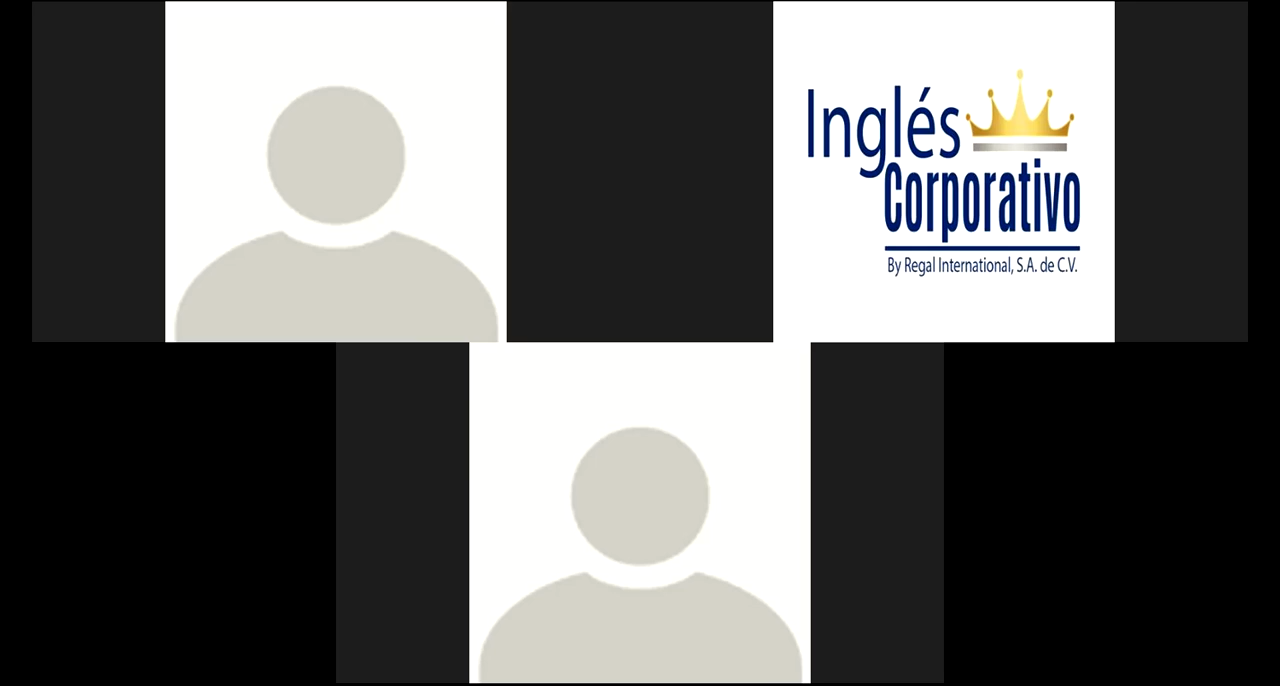 Inglés
Corporativo
By Regal International, S.A. de C.V.